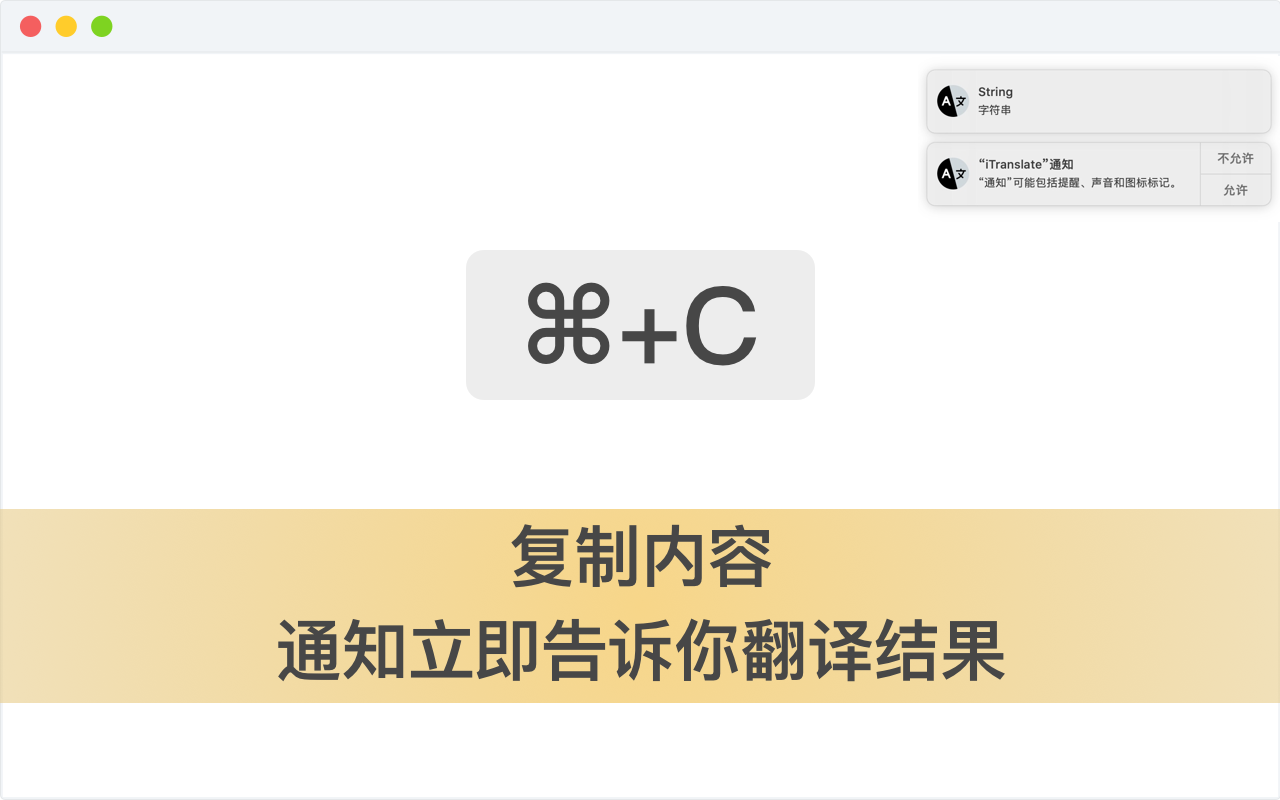 String
字符串
“iTranslate”通知
“通知”可能包括提醒、声音和图标标记。
不允许
允许
⌘+C
复制内容
通知立即告诉你翻译结果